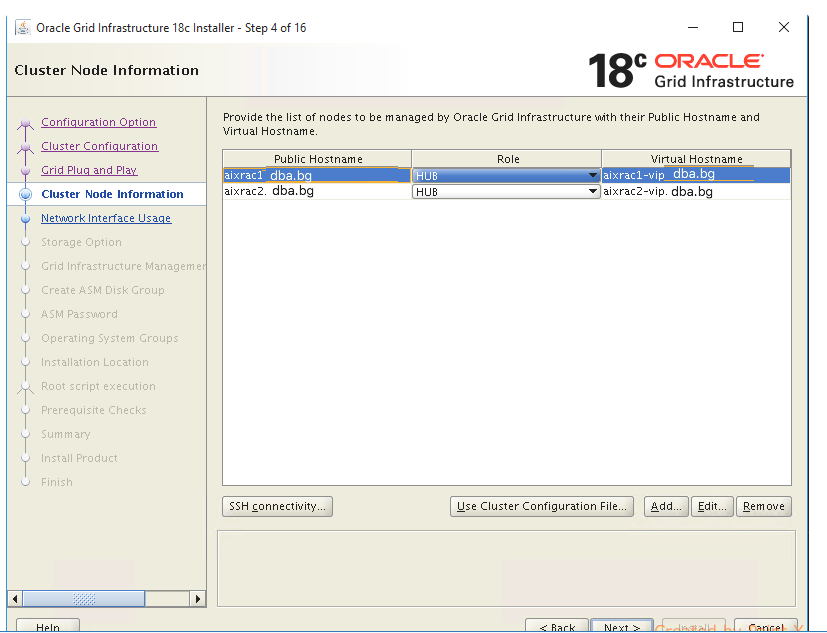 Oracle Grid Infrastructure 18c Installer - Step 4 of 16
Cluster Node Information
18c ORACLE
Grid Infrastructure
Configuration Option
Cluster Configuration
Grid Plug and Play
Cluster Node Information
Network Interface Usage
Storage Option
Grid Infrastructure Managemer
Create ASM Disk Group
ASM Password
Operating System Groups
Installation Location
Root script execution
Prerequisite Checks
Summary
Install Product
Finish
Provide the list of nodes to be managed by Oracle Grid Infrastructure with their Public Hostname and
Virtual Hostname.
Public Hostname Role Virtual Hostname
aixrac1 dba.bg HUB aixrac1-vip dba.bg
aixrac2. dba.bg HUB aixrac2-vip. dba.bg
SSH connectivity... Use Cluster Configuration File... Add... Edit... Remove
Help < Back Next > Install Cancel